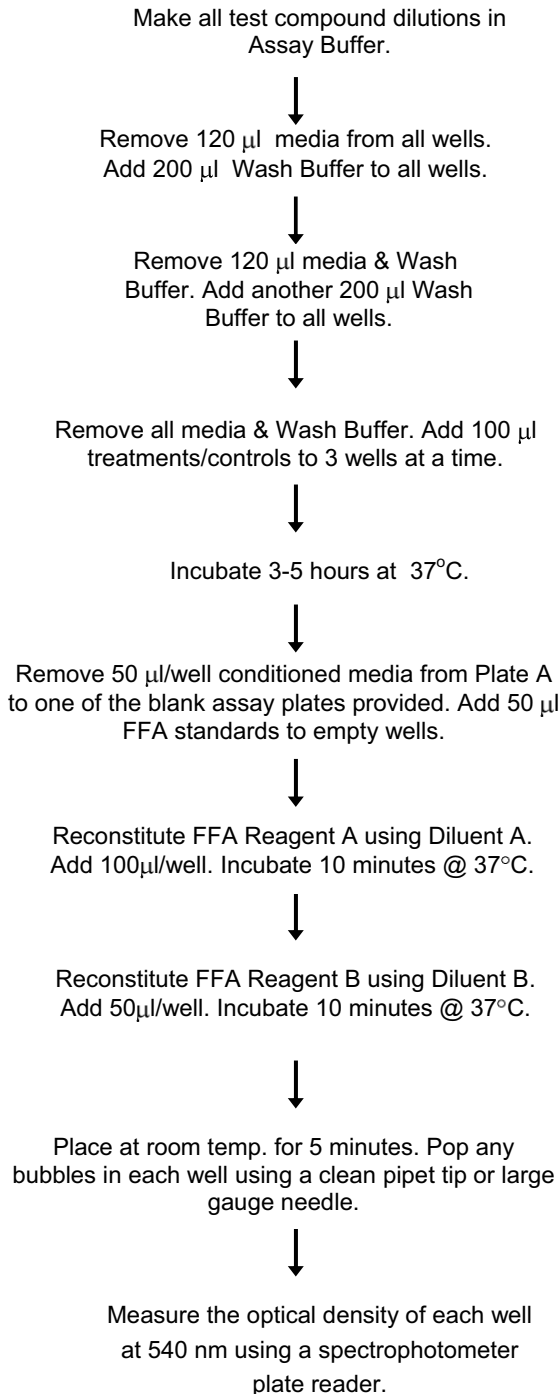 Make all test compound dilutions in
Assay Buffer.
Remove 120 μl  media from all wells.
Add 200 μl  Wash Buffer to all wells.
Remove 120 μl media & Wash
Buffer. Add another 200 μl Wash
Buffer to all wells.
Remove all media & Wash Buffer. Add 100 μl
treatments/controls to 3 wells at a time.
Incubate 3-5 hours at  37°C.
Remove 50 μl/well conditioned media from Plate A
to one of the blank assay plates provided. Add 50 μl
FFA standards to empty wells.
Reconstitute FFA Reagent A using Diluent A.
Add 100μl/well. Incubate 10 minutes @ 37°C.
Reconstitute FFA Reagent B using Diluent B.
Add 50μl/well. Incubate 10 minutes @ 37°C.
Place at room temp. for 5 minutes. Pop any
bubbles in each well using a clean pipet tip or large
gauge needle.
Measure the optical density of each well
at 540 nm using a spectrophotometer
plate reader.